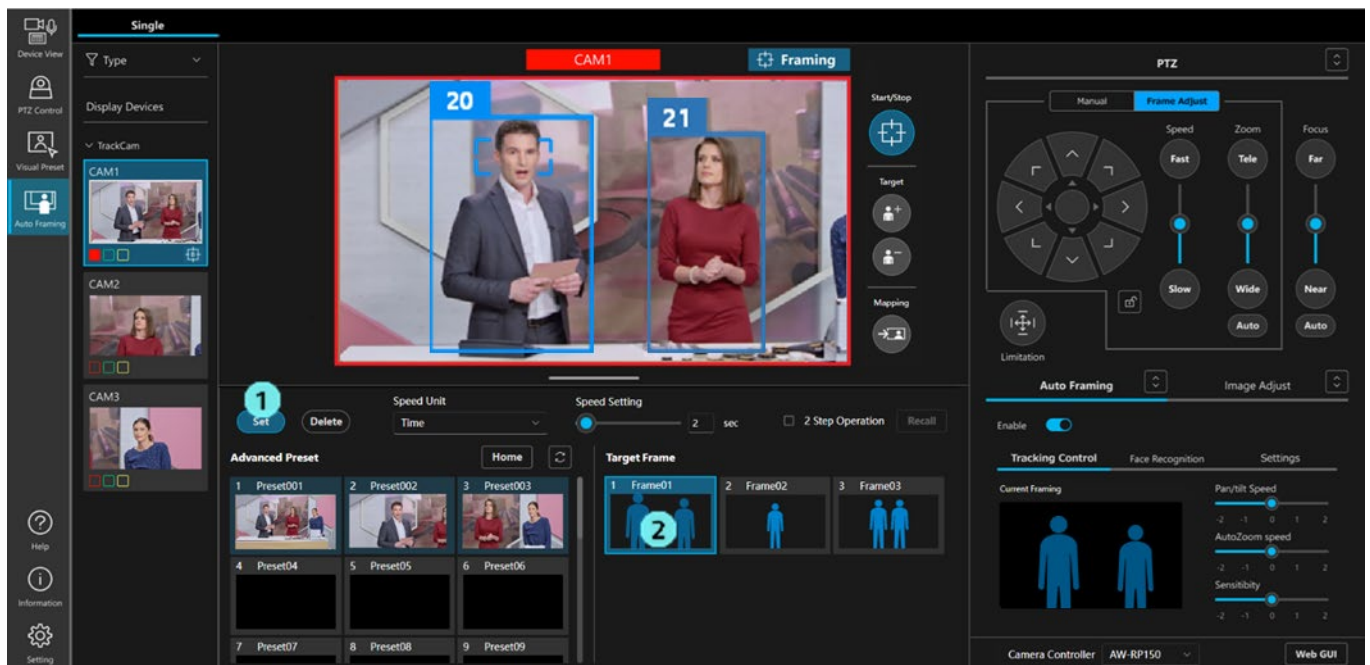 Single
Device View
PTZ Control
Visual Preset
Auto Framing
Help
Information
Setting
Type
Display Devices
TrackCam
CAM1
CAM2
CAM3
CAM1
Framing
20
21
Start/Stop
Target
Mapping
1
Set
Delete
Speed Unit
Time
Speed Setting
2 sec
2 Step Operation
Recall
Advanced Preset
Home
1 Preset001
2 Preset002
3 Preset003
4 Preset04
5 Preset05
6 Preset06
7 Preset07
8 Preset08
9 Preset09
Target Frame
1 Frame01
2
2 Frame02
3 Frame03
PTZ
Manual
Frame Adjust
Speed
Zoom
Focus
Fast
Tele
Far
Slow
Wide
Near
Auto
Auto
Limitation
Auto Framing
Image Adjust
Enable
Tracking Control
Face Recognition
Settings
Current Framing
Pan/tilt Speed
-2 -1 0 1 2
AutoZoom speed
-2 -1 0 1 2
Sensitibity
-2 -1 0 1 2
Camera Controller
AW-RP150
Web GUI